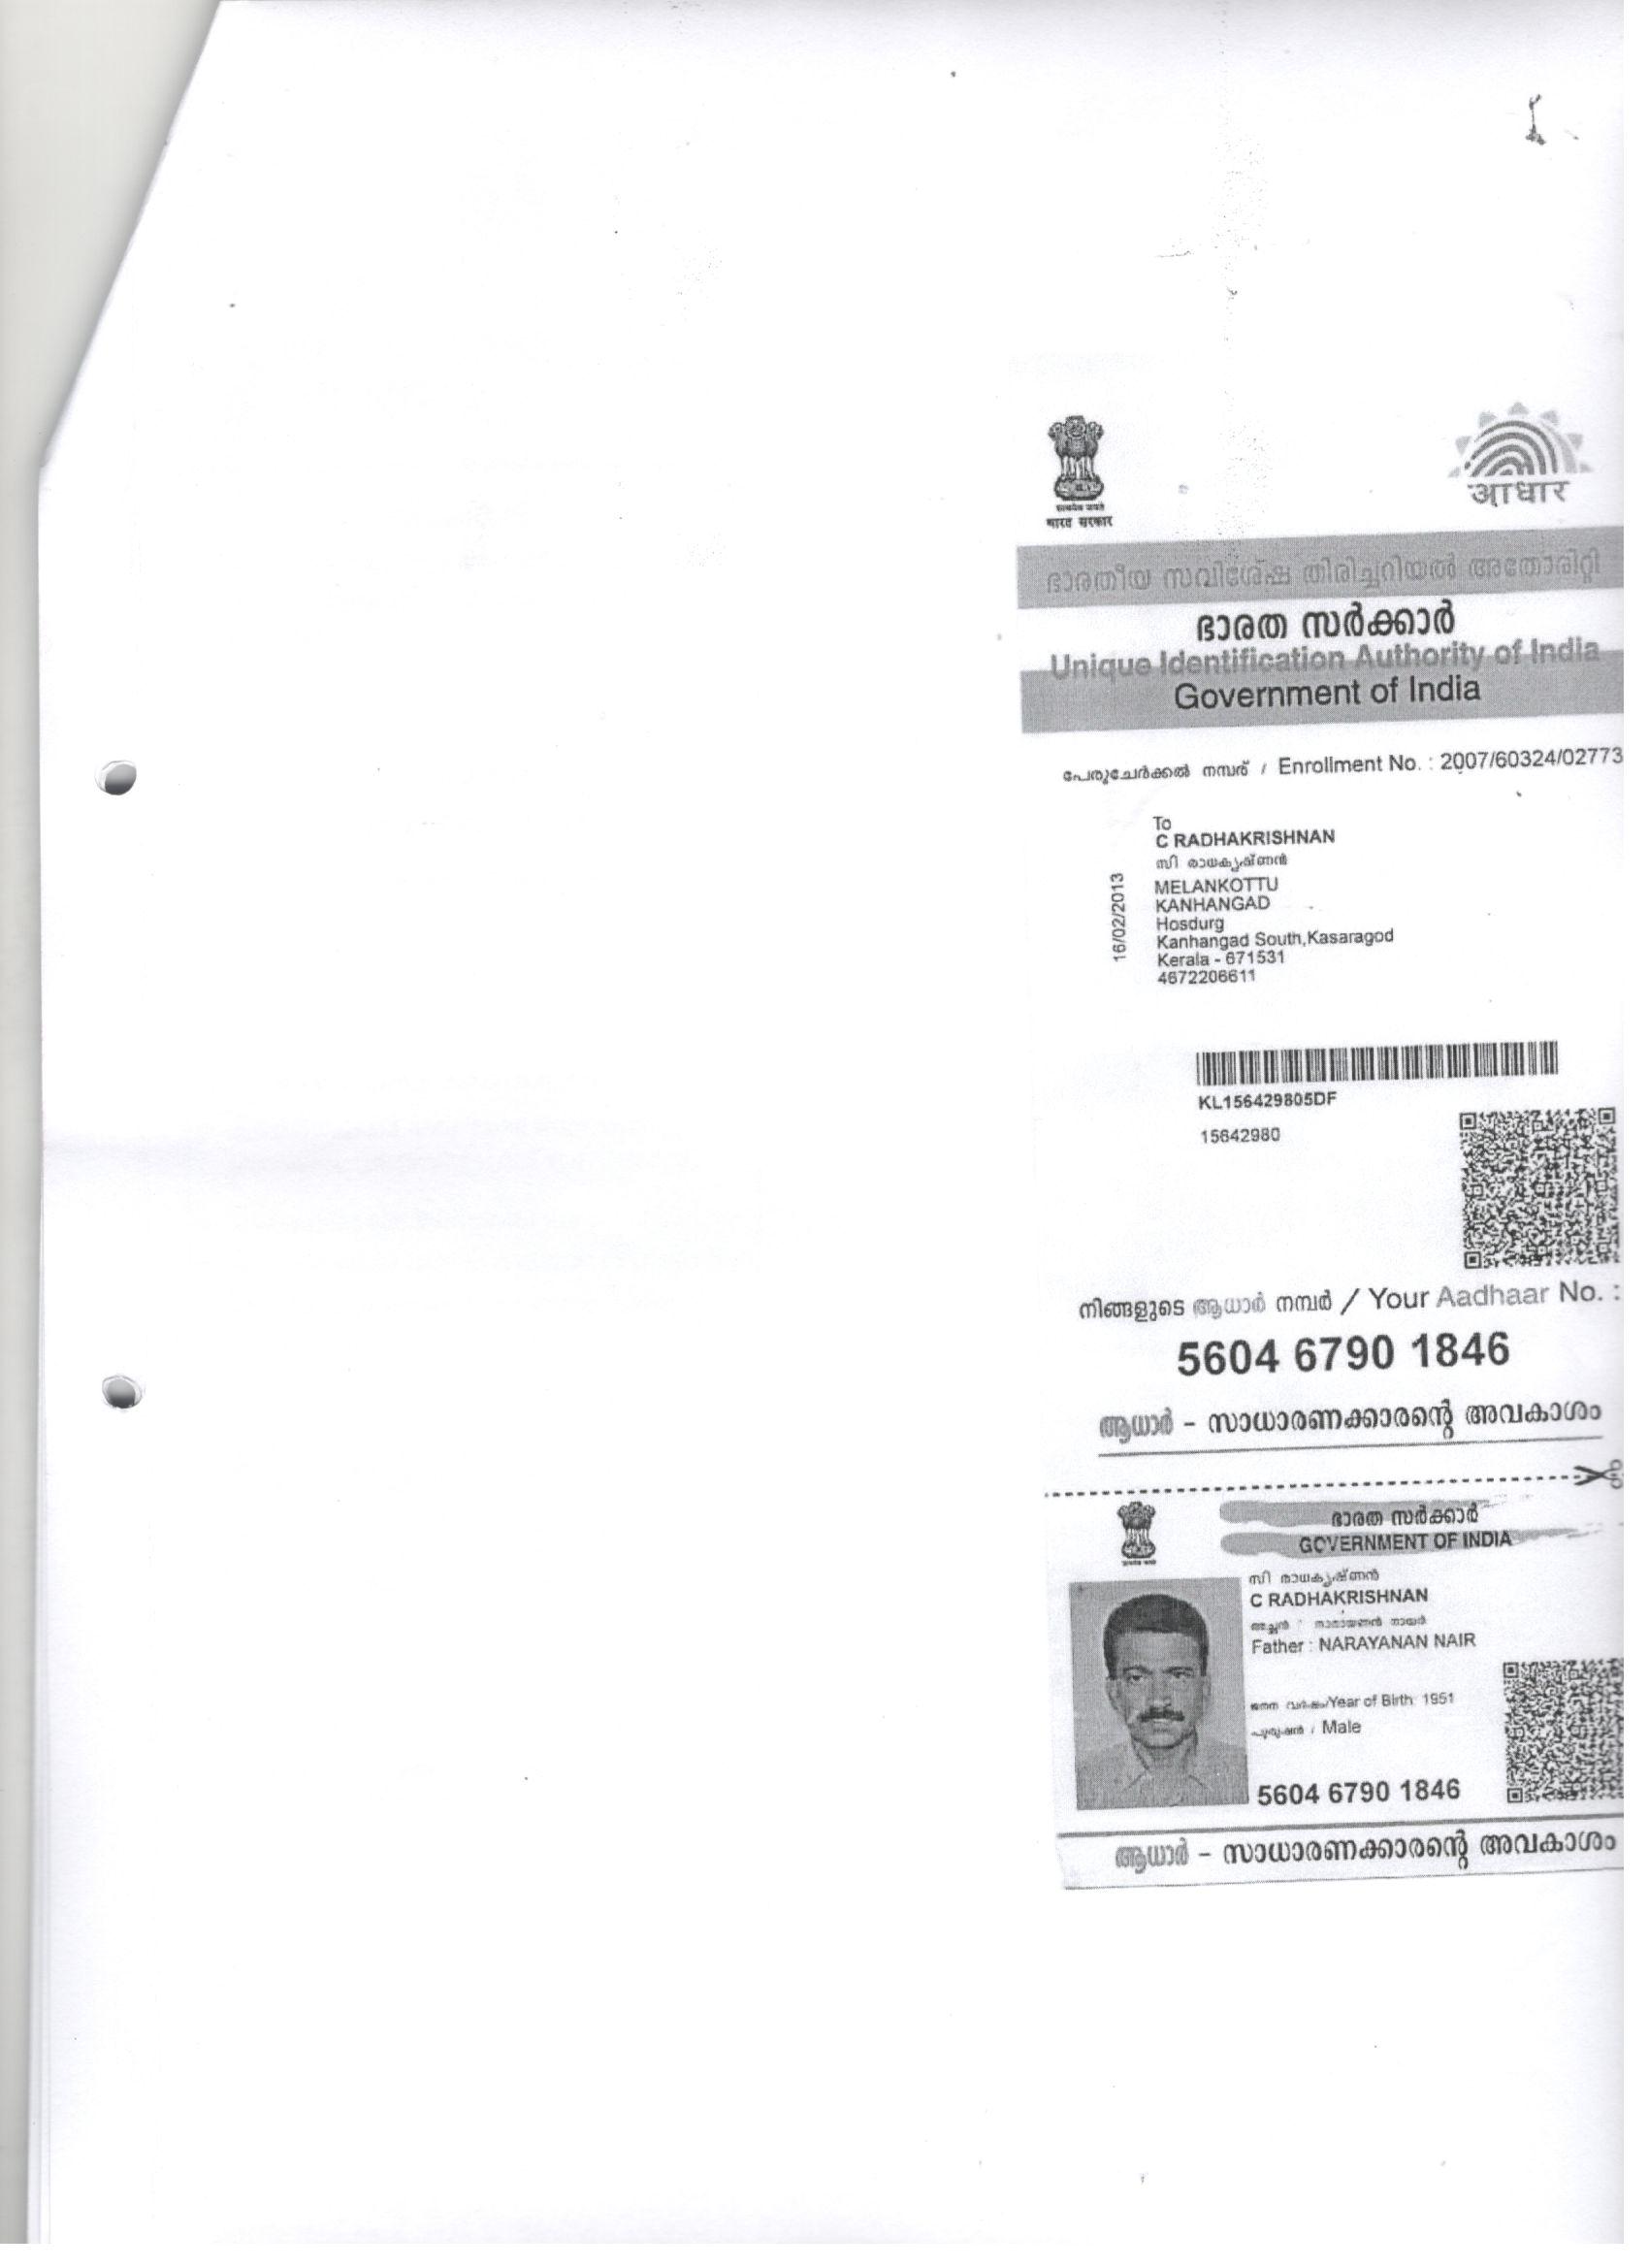 भारत सरकार
आधार
ഭാരതീയ സവിശേഷ തിരിച്ചറിയൽ അതോരിറ്റി
ഭാരത സർക്കാർ
Unique Identification Authority of India
Government of India
പേരുചേർക്കൽ നമ്പര് / Enrollment No. : 2007/60324/02773
16/02/2013
To
C RADHAKRISHNAN
സി രാധകൃഷ്ണൻ
MELANKOTTU
KANHANGAD
Hosdurg
Kanhangad South,Kasaragod
Kerala - 671531
4672206611
KL156429805DF
15642980
നിങ്ങളുടെ ആധാർ നമ്പർ / Your Aadhaar No. :
5604 6790 1846
ആധാർ - സാധാരണക്കാരന്റെ അവകാശം
ഭാരത സർക്കാർ
GOVERNMENT OF INDIA
സി രാധകൃഷ്ണൻ
C RADHAKRISHNAN
അച്ഛൻ : നാരായണൻ നായർ
Father : NARAYANAN NAIR
ജനന വർഷം/Year of Birth: 1951
പുരുഷൻ / Male
5604 6790 1846
ആധാർ - സാധാരണക്കാരന്റെ അവകാശം